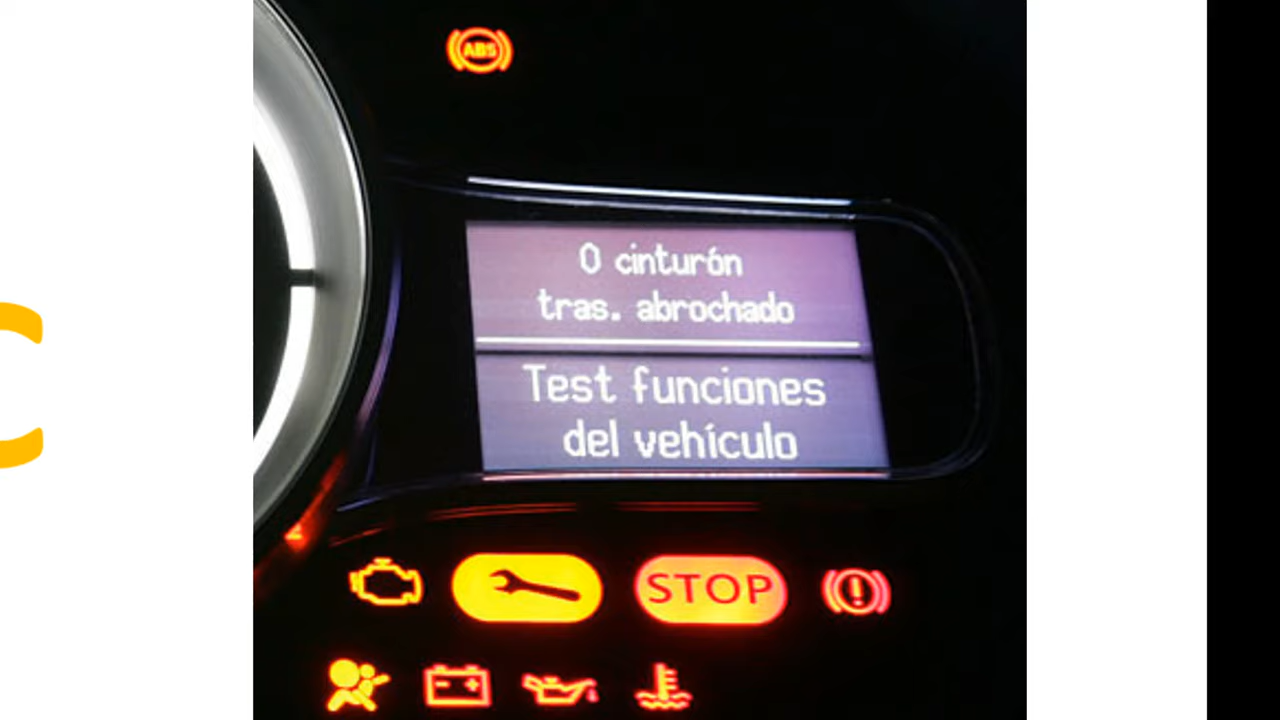 ABS
0 cinturón
tras. abrochado
Test funciones
del vehículo
STOP